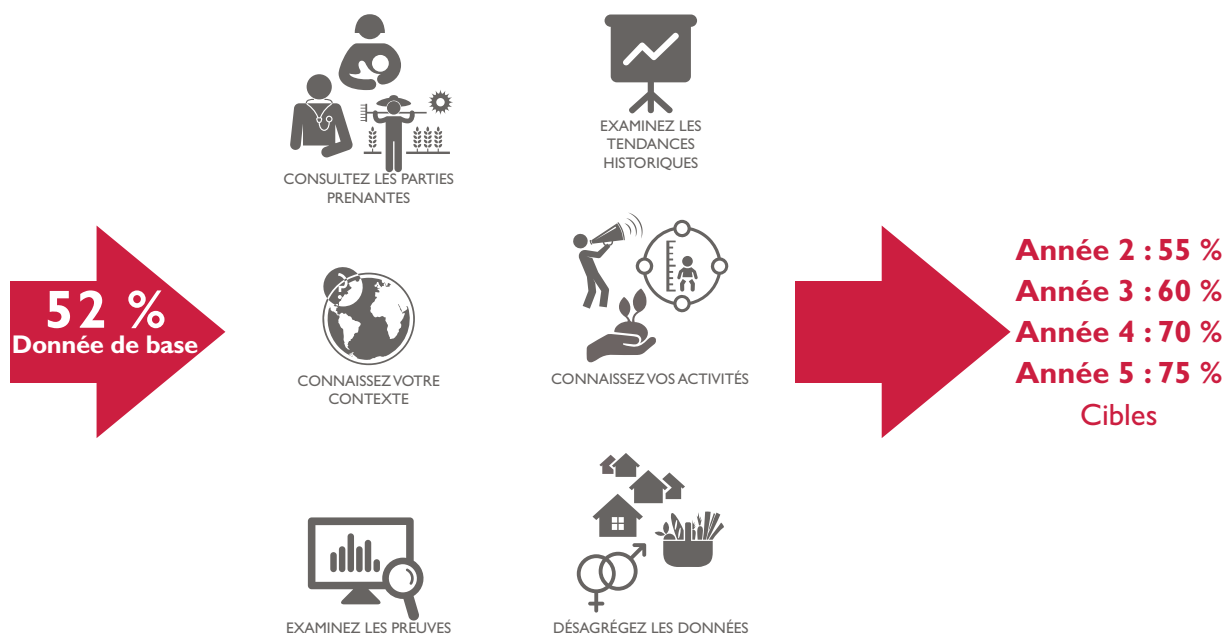 52 %
Donnée de base
CONSULTEZ LES PARTIES
PRENANTES
EXAMINEZ LES
TENDANCES
HISTORIQUES
CONNAISSEZ VOTRE
CONTEXTE
CONNAISSEZ VOS ACTIVITÉS
EXAMINEZ LES PREUVES
DÉSAGRÉGEZ LES DONNÉES
Année 2 : 55 %
Année 3 : 60 %
Année 4 : 70 %
Année 5 : 75 %
Cibles